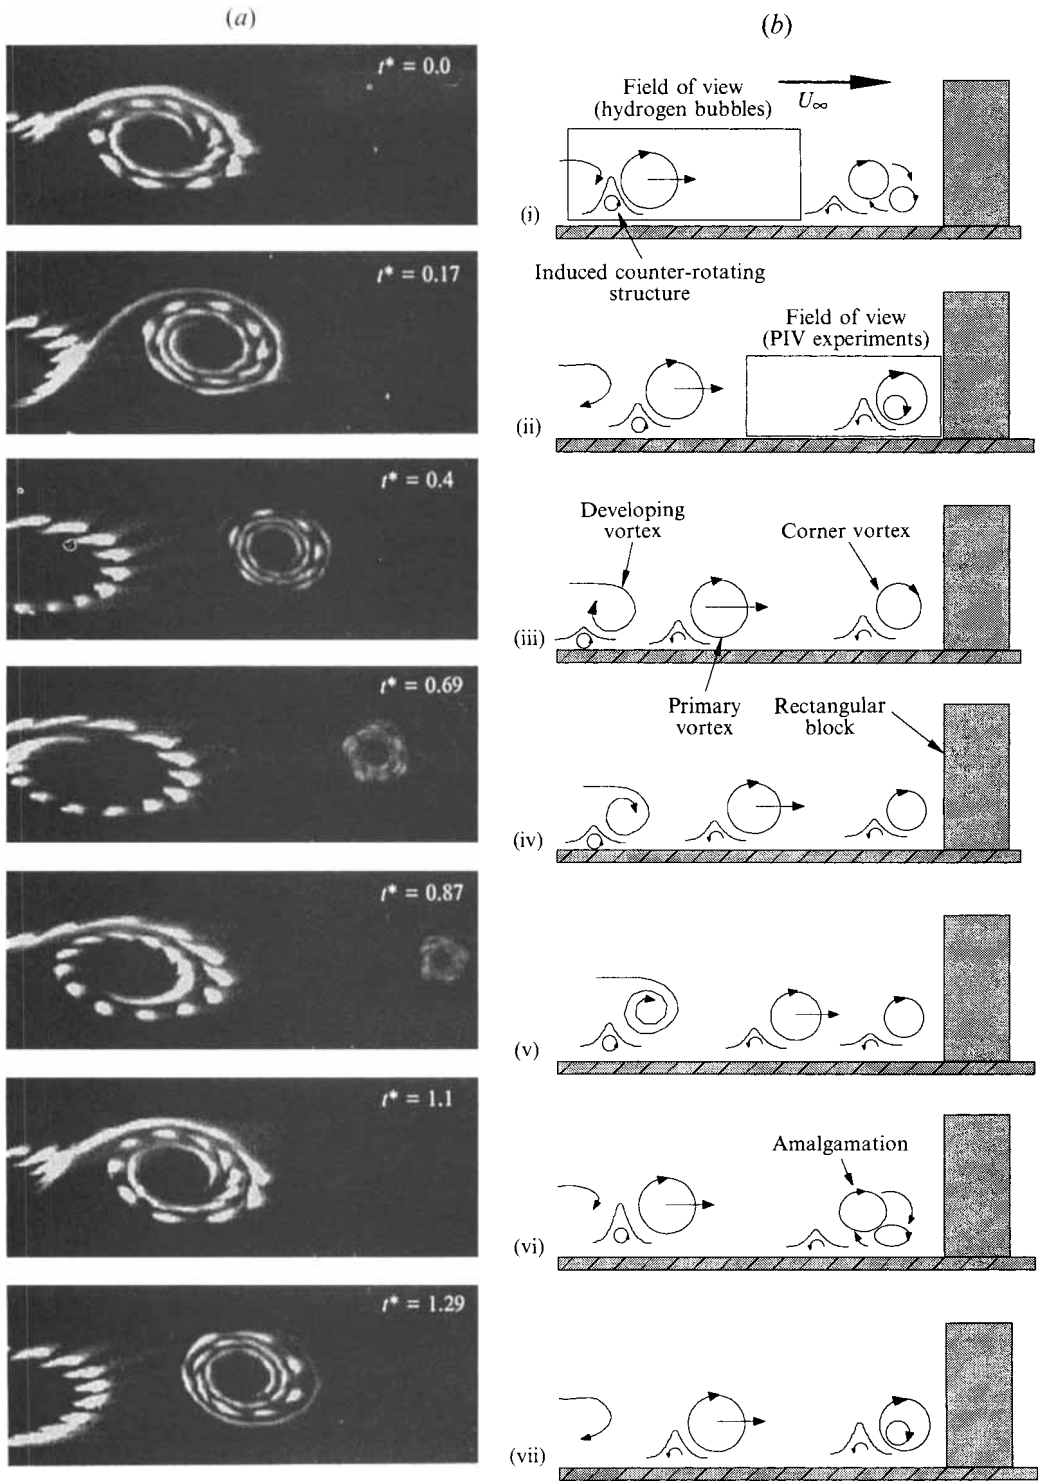 (a)
t* = 0.0
t* = 0.17
t* = 0.4
t* = 0.69
t* = 0.87
t* = 1.1
t* = 1.29
(b)
Field of view
(hydrogen bubbles)
U∞
(i)
Induced counter-rotating
structure
Field of view
(PIV experiments)
(ii)
Developing
vortex
Corner vortex
(iii)
Primary
vortex
Rectangular
block
(iv)
(v)
Amalgamation
(vi)
(vii)